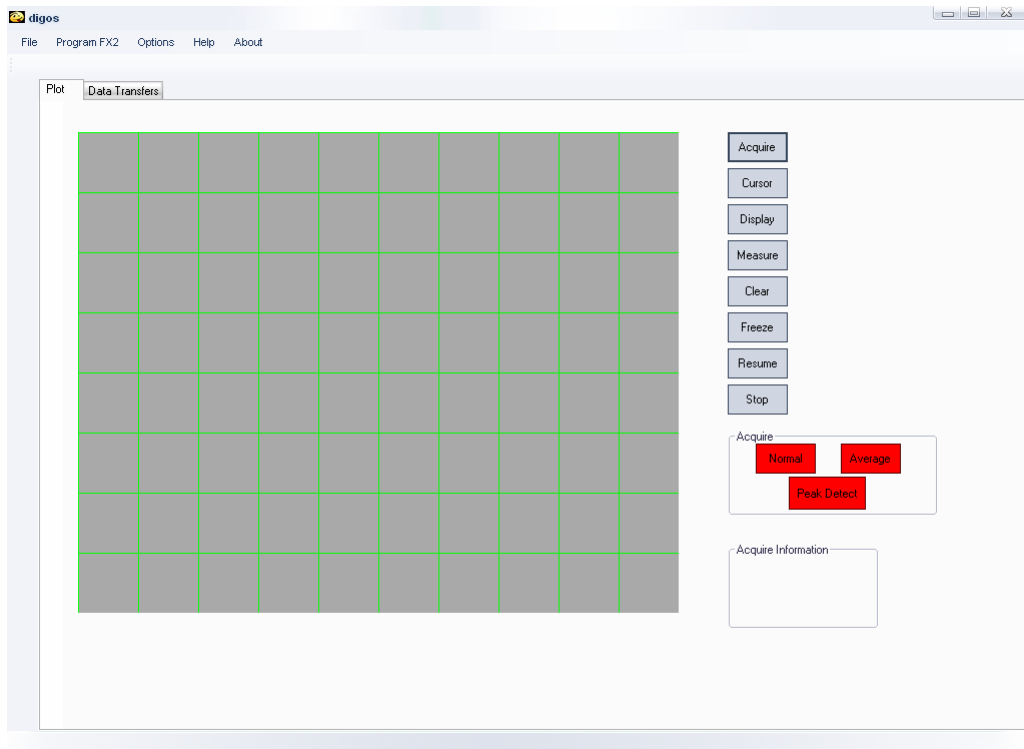 digos
File Program FX2 Options Help About
Plot Data Transfers
Acquire
Cursor
Display
Measure
Clear
Freeze
Resume
Stop
Acquire
Normal Average
Peak Detect
Acquire Information